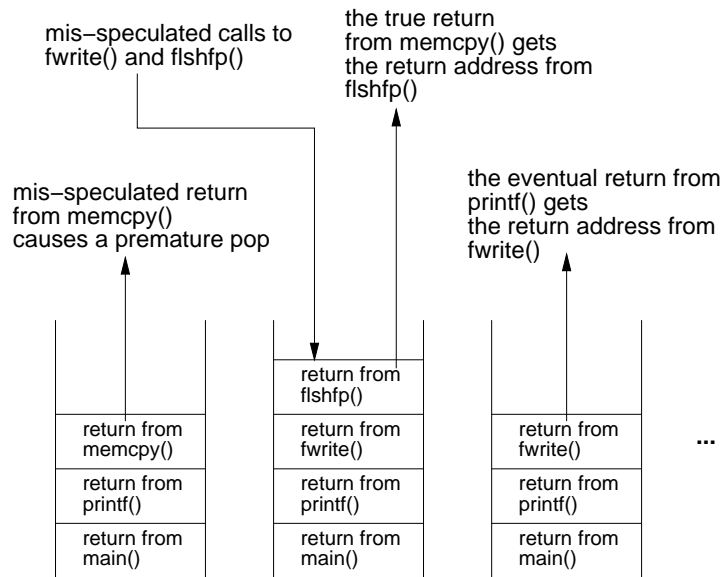 mis−speculated calls to
fwrite() and flshfp()
the true return
from memcpy() gets
the return address from
flshfp()
mis−speculated return
from memcpy()
causes a premature pop
the eventual return from
printf() gets
the return address from
fwrite()
return from
memcpy()
return from
printf()
return from
main()
return from
flshfp()
return from
fwrite()
return from
printf()
return from
main()
return from
fwrite()
return from
printf()
return from
main()
...